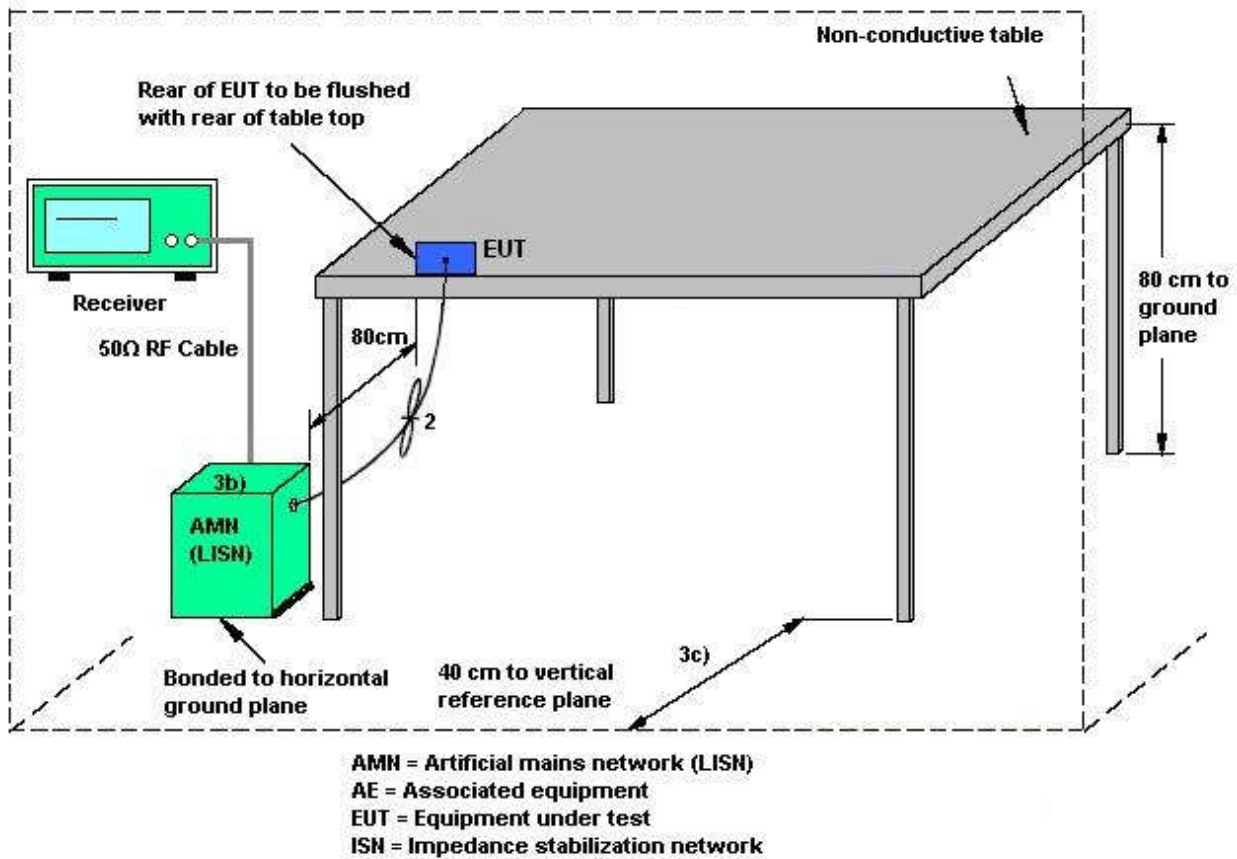 Non-conductive table
Rear of EUT to be flushed
with rear of table top
EUT
Receiver
80 cm to
ground
plane
80cm
50Ω RF Cable
2
3b)
AMN
(LISN)
3c)
Bonded to horizontal
ground plane
40 cm to vertical
reference plane
AMN = Artificial mains network (LISN)
AE = Associated equipment
EUT = Equipment under test
ISN = Impedance stabilization network